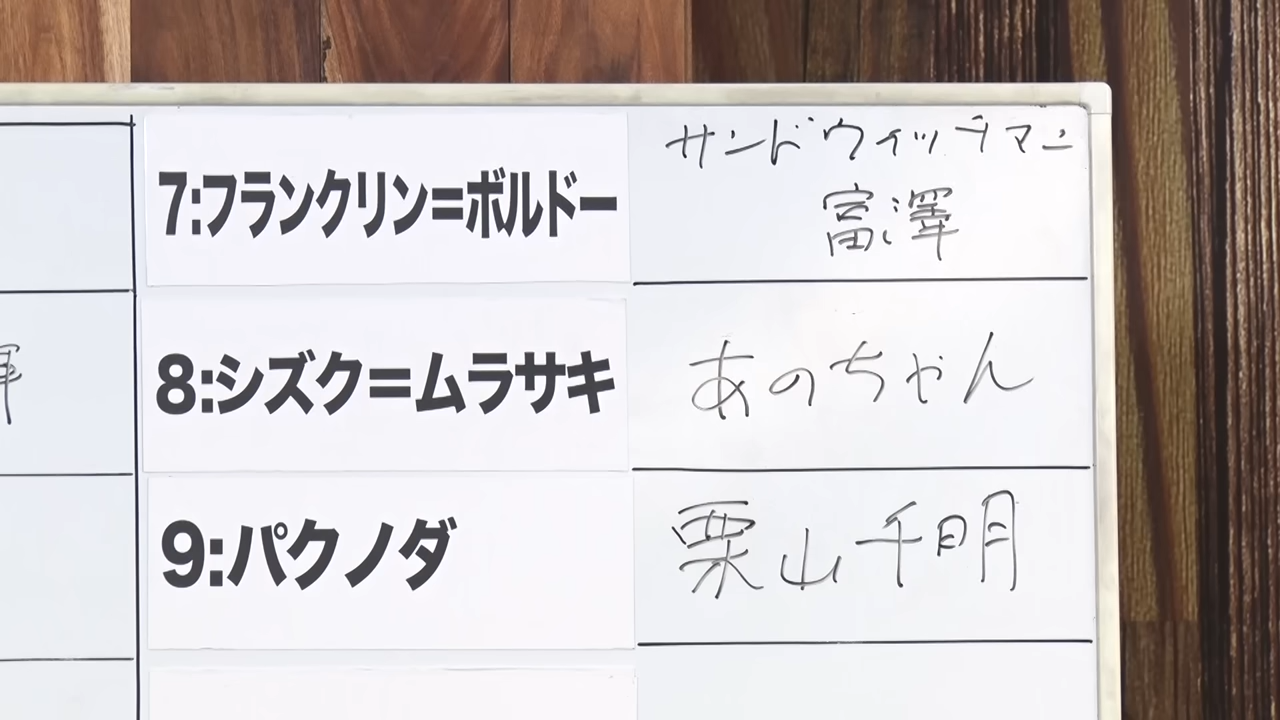 7:フランクリン=ボルドー
サンドウィッチマン
富澤
8:シズク=ムラサキ
あのちゃん
9:パクノダ
栗山千明